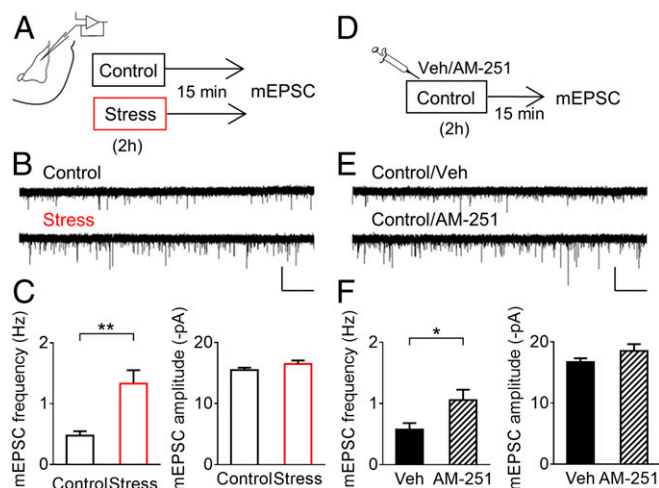 A
Control
15 min
mEPSC
Stress
(2h)
B
Control
Stress
C
mEPSC frequency (Hz)
2
1
0
**
Control Stress
mEPSC amplitude (-pA)
20
10
0
Control Stress
D
Veh/AM-251
Control
mEPSC
15 min
(2h)
E
Control/Veh
Control/AM-251
F
mEPSC frequency (Hz)
2
1
0
*
Veh AM-251
mEPSC amplitude (-pA)
20
10
0
Veh AM-251